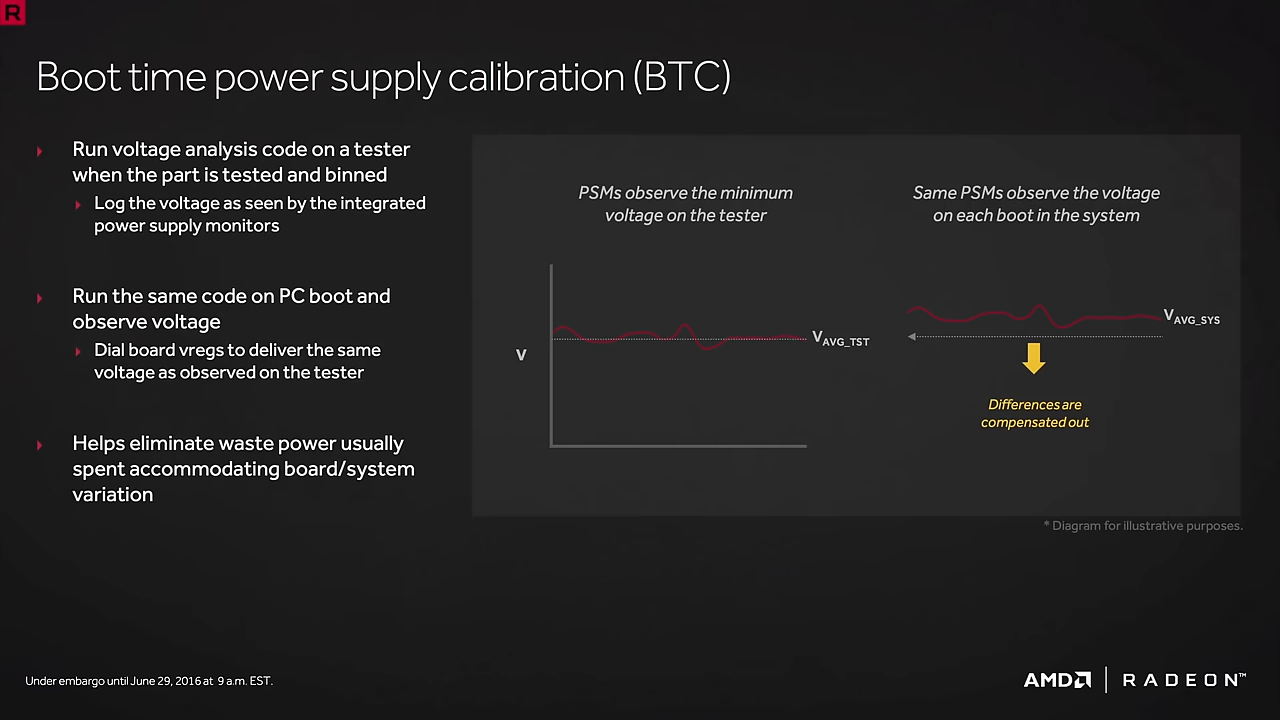 R
Boot time power supply calibration (BTC)
Run voltage analysis code on a tester
when the part is tested and binned
Log the voltage as seen by the integrated
power supply monitors
Run the same code on PC boot and
observe voltage
Dial board vregs to deliver the same
voltage as observed on the tester
Helps eliminate waste power usually
spent accommodating board/system
variation
PSMs observe the minimum
voltage on the tester
V
VAVG_TST
Same PSMs observe the voltage
on each boot in the system
VAVG_SYS
Differences are
compensated out
* Diagram for illustrative purposes.
Under embargo until June 29, 2016 at 9 a.m. EST.
AMD RADEON™